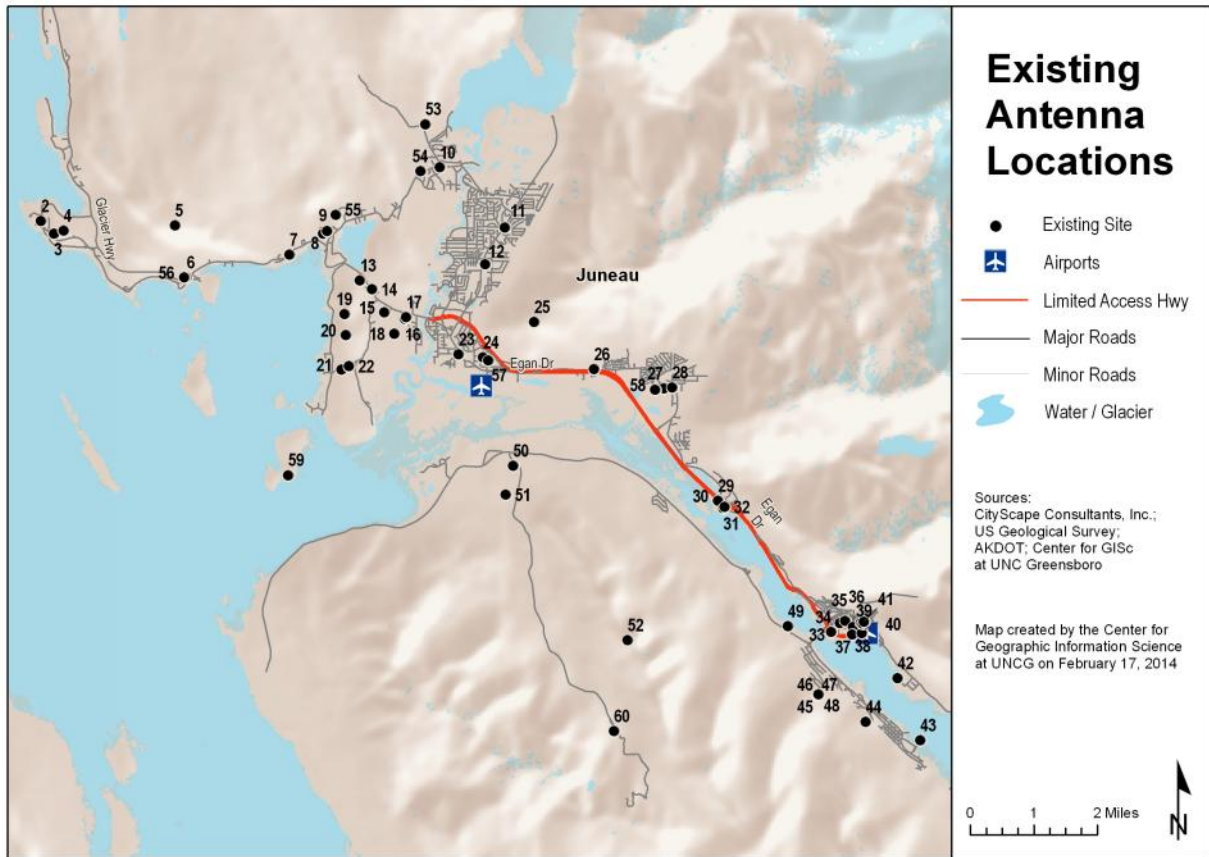 Existing
Antenna
Locations
Existing Site
Airports
Limited Access Hwy
Major Roads
Minor Roads
Water / Glacier
Sources:
CityScape Consultants, Inc.;
US Geological Survey;
AKDOT; Center for GISc
at UNC Greensboro
Map created by the Center for
Geographic Information Science
at UNCG on February 17, 2014
0 1 2 Miles
N
53
54 10
2 4
3
Glacier Hwy
5
9 55
8
7
11
12
56 6
Juneau
13
14
19
15
17
20
18 16
25
21 22
23 24
57
Egan Dr
26
27 28
58
59
50
51
29
30
32
31
Egan Dr
52
49
35 36 41
34 39
33 40
37 38
42
46 47
45 48
44
43
60